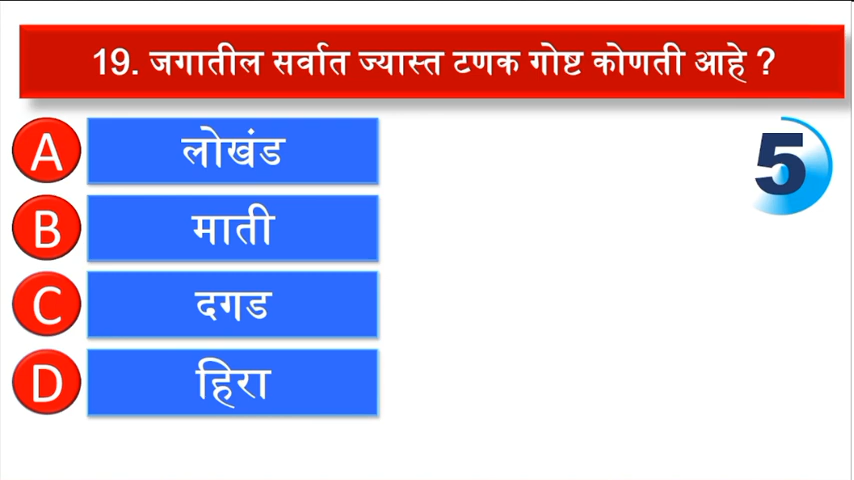 19. जगातील सर्वात ज्यास्त टणक गोष्ट कोणती आहे ?
A लोखंड
5
B माती
C दगड
D हिरा